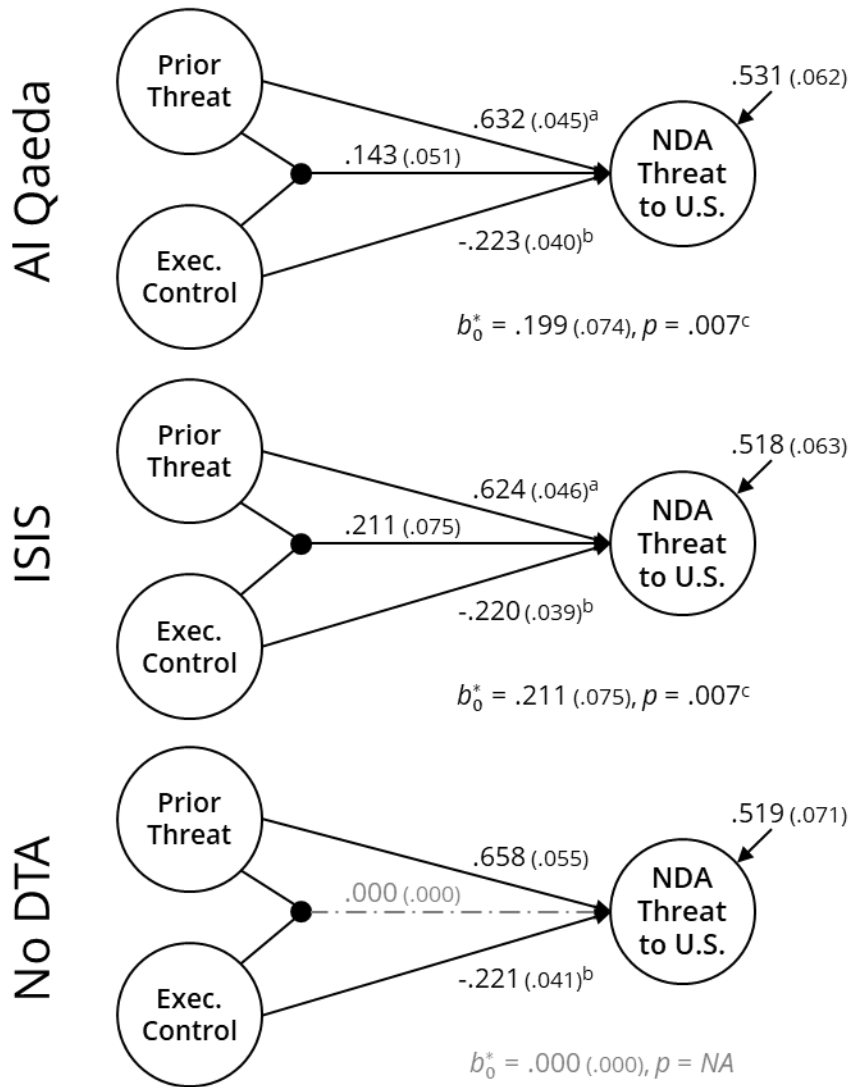 Al Qaeda
Prior
Threat
Exec.
Control
.632 (.045)ᵃ
.143 (.051)
-.223 (.040)ᵇ
NDA
Threat
to U.S.
.531 (.062)
b*₀ = .199 (.074), p = .007ᶜ
ISIS
Prior
Threat
Exec.
Control
.624 (.046)ᵃ
.211 (.075)
-.220 (.039)ᵇ
NDA
Threat
to U.S.
.518 (.063)
b*₀ = .211 (.075), p = .007ᶜ
No DTA
Prior
Threat
Exec.
Control
.658 (.055)
.000 (.000)
-.221 (.041)ᵇ
NDA
Threat
to U.S.
.519 (.071)
b*₀ = .000 (.000), p = NA